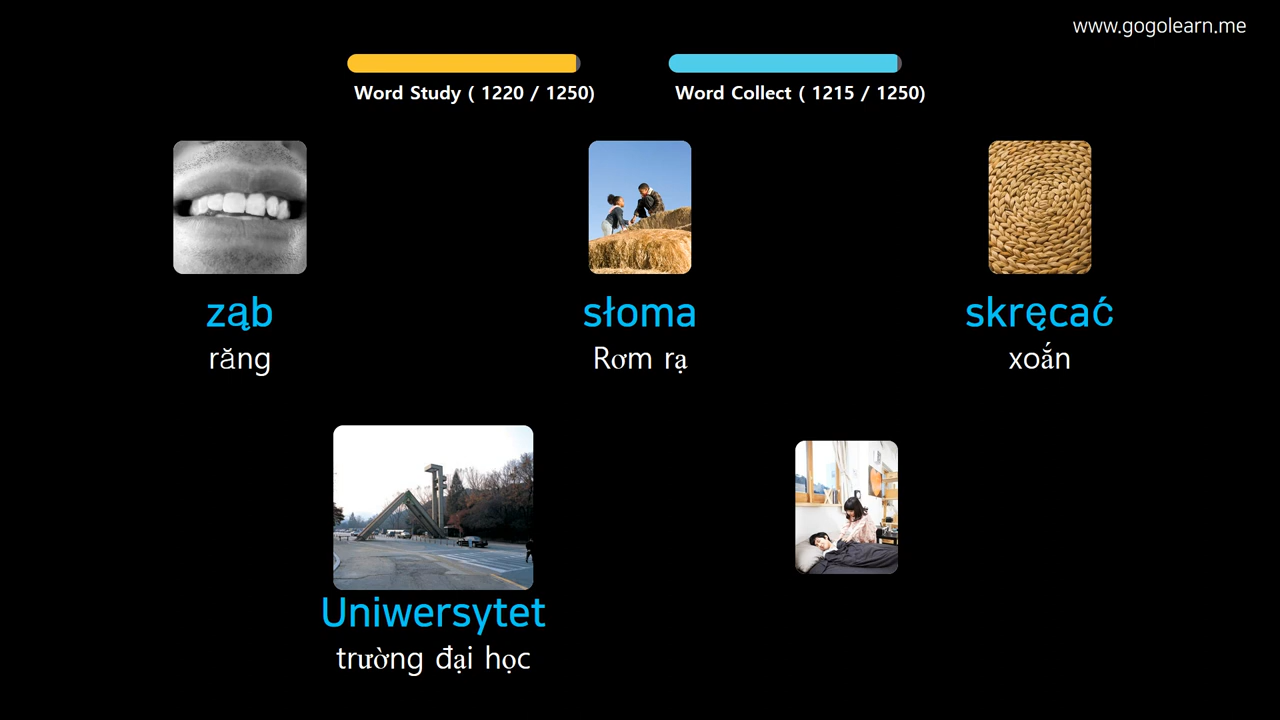 www.gogolearn.me
Word Study ( 1220 / 1250)
Word Collect ( 1215 / 1250)
ząb
răng
słoma
Rơm rạ
skręcać
xoắn
Uniwersytet
trường đại học